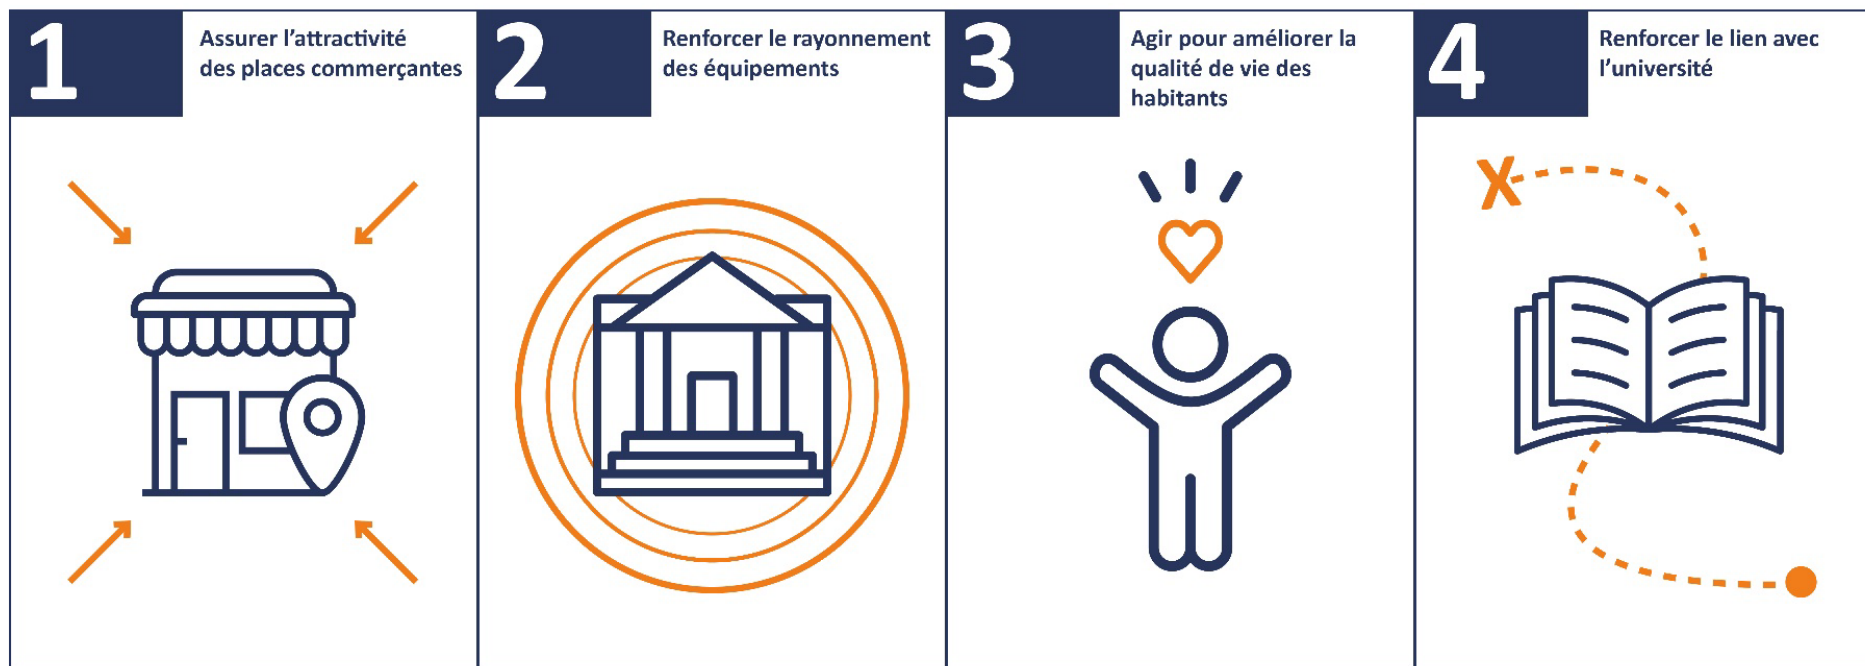 1
Assurer l’attractivité
des places commerçantes
2
Renforcer le rayonnement
des équipements
3
Agir pour améliorer la
qualité de vie des
habitants
4
Renforcer le lien avec
l’université